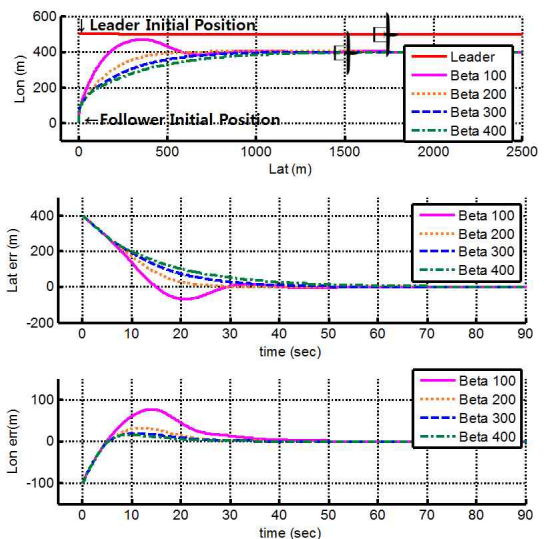 600
↓ Leader Initial Position
Lon (m)
400
200
0
←Follower Initial Position
Leader
Beta 100
Beta 200
Beta 300
Beta 400
0 500 1000 1500 2000 2500
Lat (m)
Lat err (m)
400
200
0
-200
Beta 100
Beta 200
Beta 300
Beta 400
0 10 20 30 40 50 60 70 80 90
time (sec)
Lon err(m)
100
0
-100
Beta 100
Beta 200
Beta 300
Beta 400
0 10 20 30 40 50 60 70 80 90
time (sec)